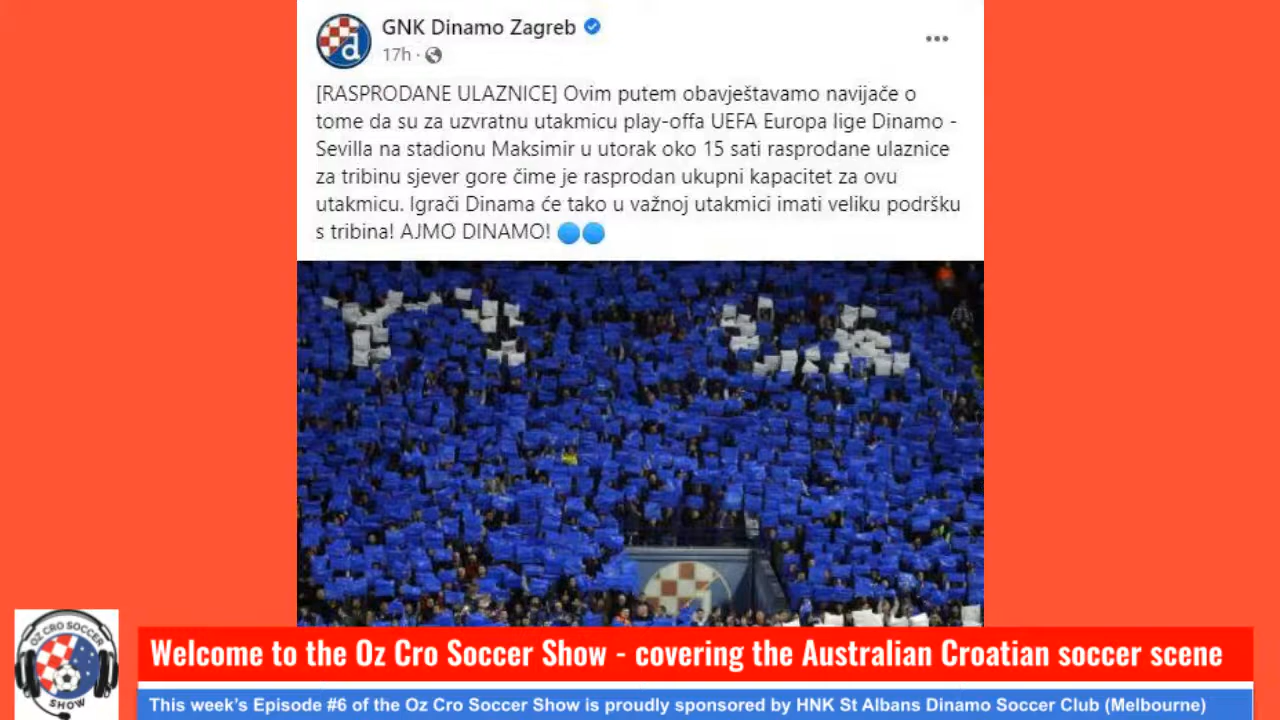 GNK Dinamo Zagreb
17h ·
[RASPRODANE ULAZNICE] Ovim putem obavještavamo navijače o
tome da su za uzvratnu utakmicu play-offa UEFA Europa lige Dinamo -
Sevilla na stadionu Maksimir u utorak oko 15 sati rasprodane ulaznice
za tribinu sjever gore čime je rasprodan ukupni kapacitet za ovu
utakmicu. Igrači Dinama će tako u važnoj utakmici imati veliku podršku
s tribina! AJMO DINAMO!
OZ CRO SOCCER
SHOW
Welcome to the Oz Cro Soccer Show - covering the Australian Croatian soccer scene
This week's Episode #6 of the Oz Cro Soccer Show is proudly sponsored by HNK St Albans Dinamo Soccer Club (Melbourne)